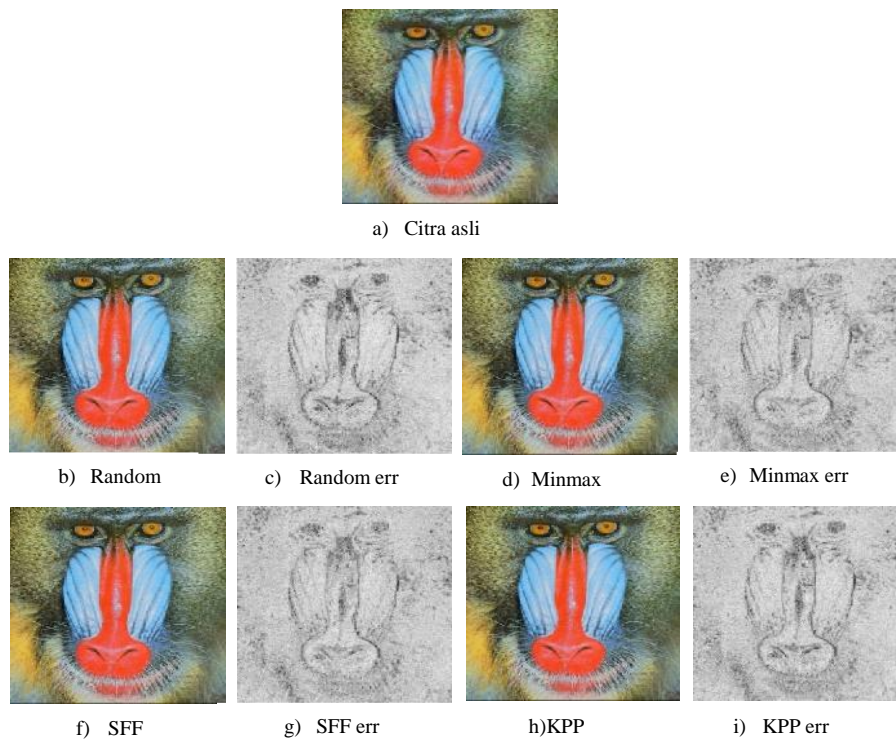 a) Citra asli
b) Random
c) Random err
d) Minmax
e) Minmax err
f) SFF
g) SFF err
h)KPP
i) KPP err